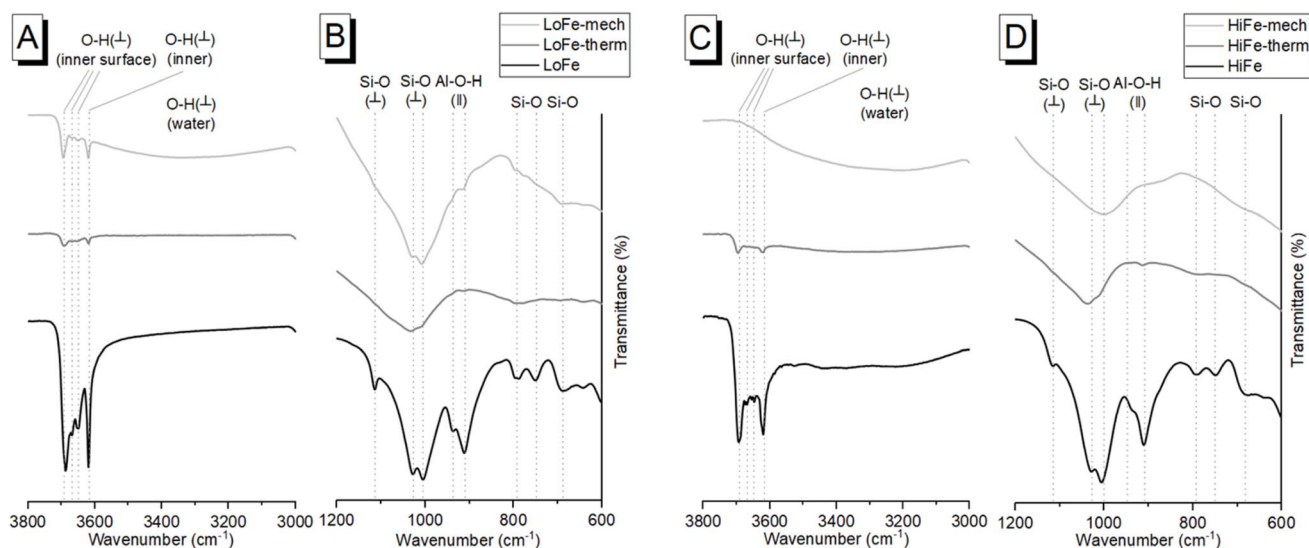 A
O-H(⊥)
(inner surface)
O-H(⊥)
(inner)
O-H(⊥)
(water)
3800
3600
3400
3200
3000
Wavenumber (cm⁻¹)
B
LoFe-mech
LoFe-therm
LoFe
Si-O
(⊥)
Si-O
(⊥)
Al-O-H
(||)
Si-O
Si-O
Transmittance (%)
1200
1000
800
600
Wavenumber (cm⁻¹)
C
O-H(⊥)
(inner surface)
O-H(⊥)
(inner)
O-H(⊥)
(water)
3800
3600
3400
3200
3000
Wavenumber (cm⁻¹)
D
HiFe-mech
HiFe-therm
HiFe
Si-O
(⊥)
Si-O
(⊥)
Al-O-H
(||)
Si-O
Si-O
Transmittance (%)
1200
1000
800
600
Wavenumber (cm⁻¹)